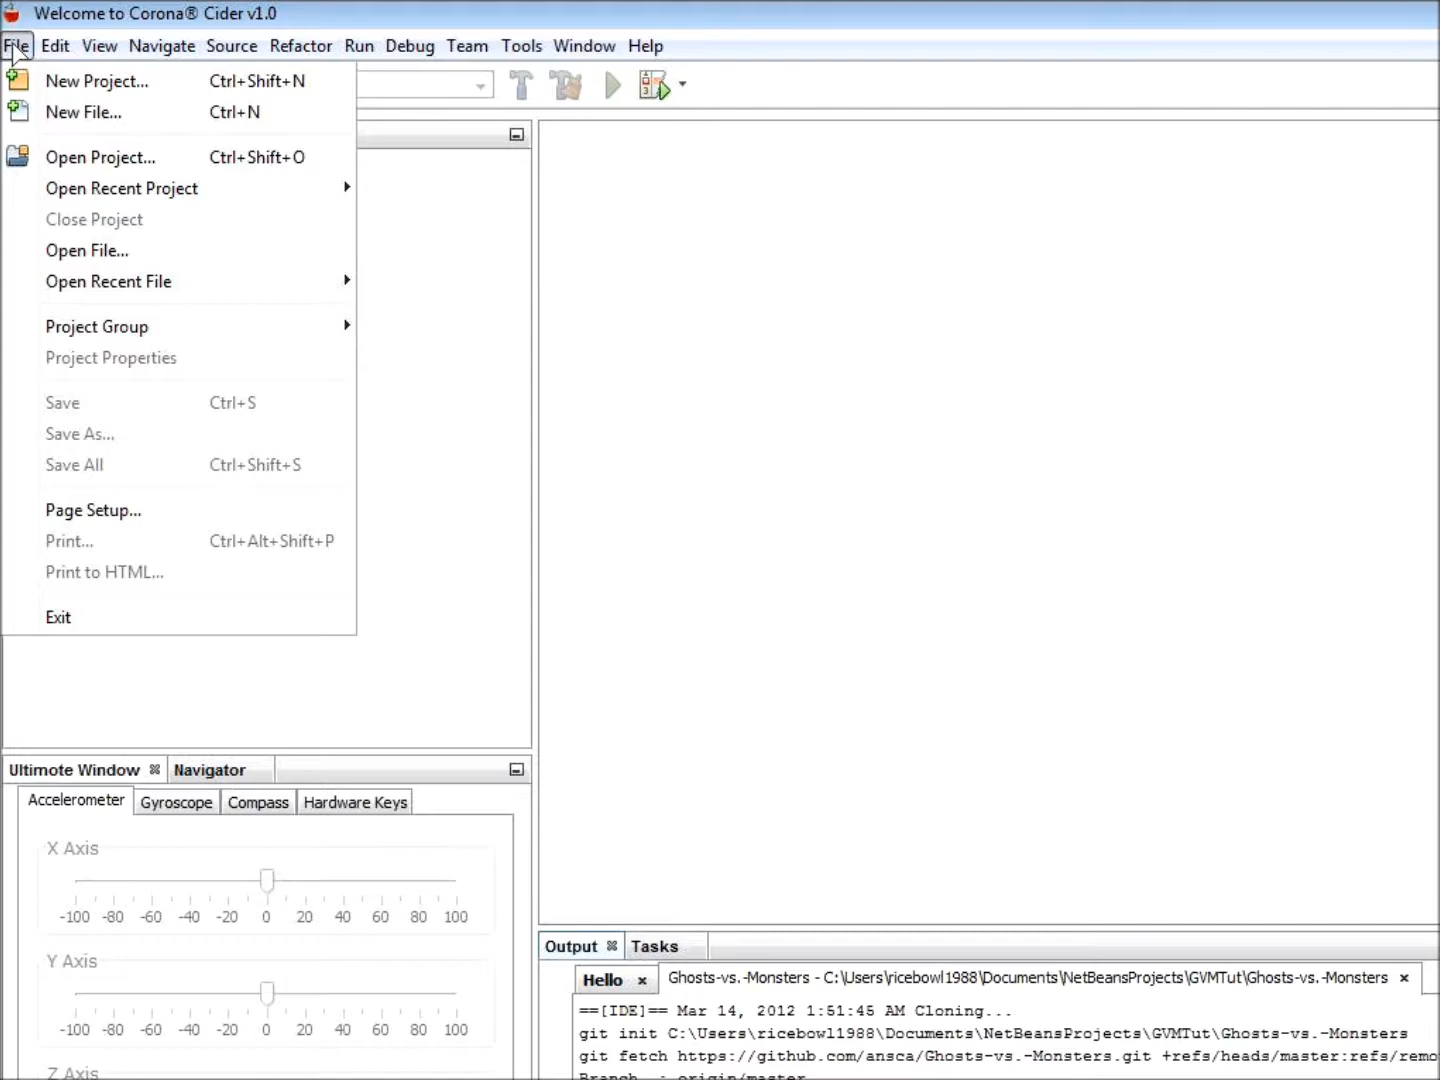 Welcome to Corona® Cider v1.0
File Edit View Navigate Source Refactor Run Debug Team Tools Window Help
New Project... Ctrl+Shift+N
New File... Ctrl+N
Open Project... Ctrl+Shift+O
Open Recent Project
Close Project
Open File...
Open Recent File
Project Group
Project Properties
Save Ctrl+S
Save As...
Save All Ctrl+Shift+S
Page Setup...
Print... Ctrl+Alt+Shift+P
Print to HTML...
Exit
Ultimote Window Navigator
Accelerometer Gyroscope Compass Hardware Keys
X Axis
-100 -80 -60 -40 -20 0 20 40 60 80 100
Y Axis
-100 -80 -60 -40 -20 0 20 40 60 80 100
Z Axis
Output Tasks
Hello Ghosts-vs.-Monsters - C:\Users\ricebowl1988\Documents\NetBeansProjects\GVMTut\Ghosts-vs.-Monsters
==[IDE]== Mar 14, 2012 1:51:45 AM Cloning...
git init C:\Users\ricebowl1988\Documents\NetBeansProjects\GVMTut\Ghosts-vs.-Monsters
git fetch https://github.com/ansca/Ghosts-vs.-Monsters.git +refs/heads/master:refs/remo
Branch : origin/master